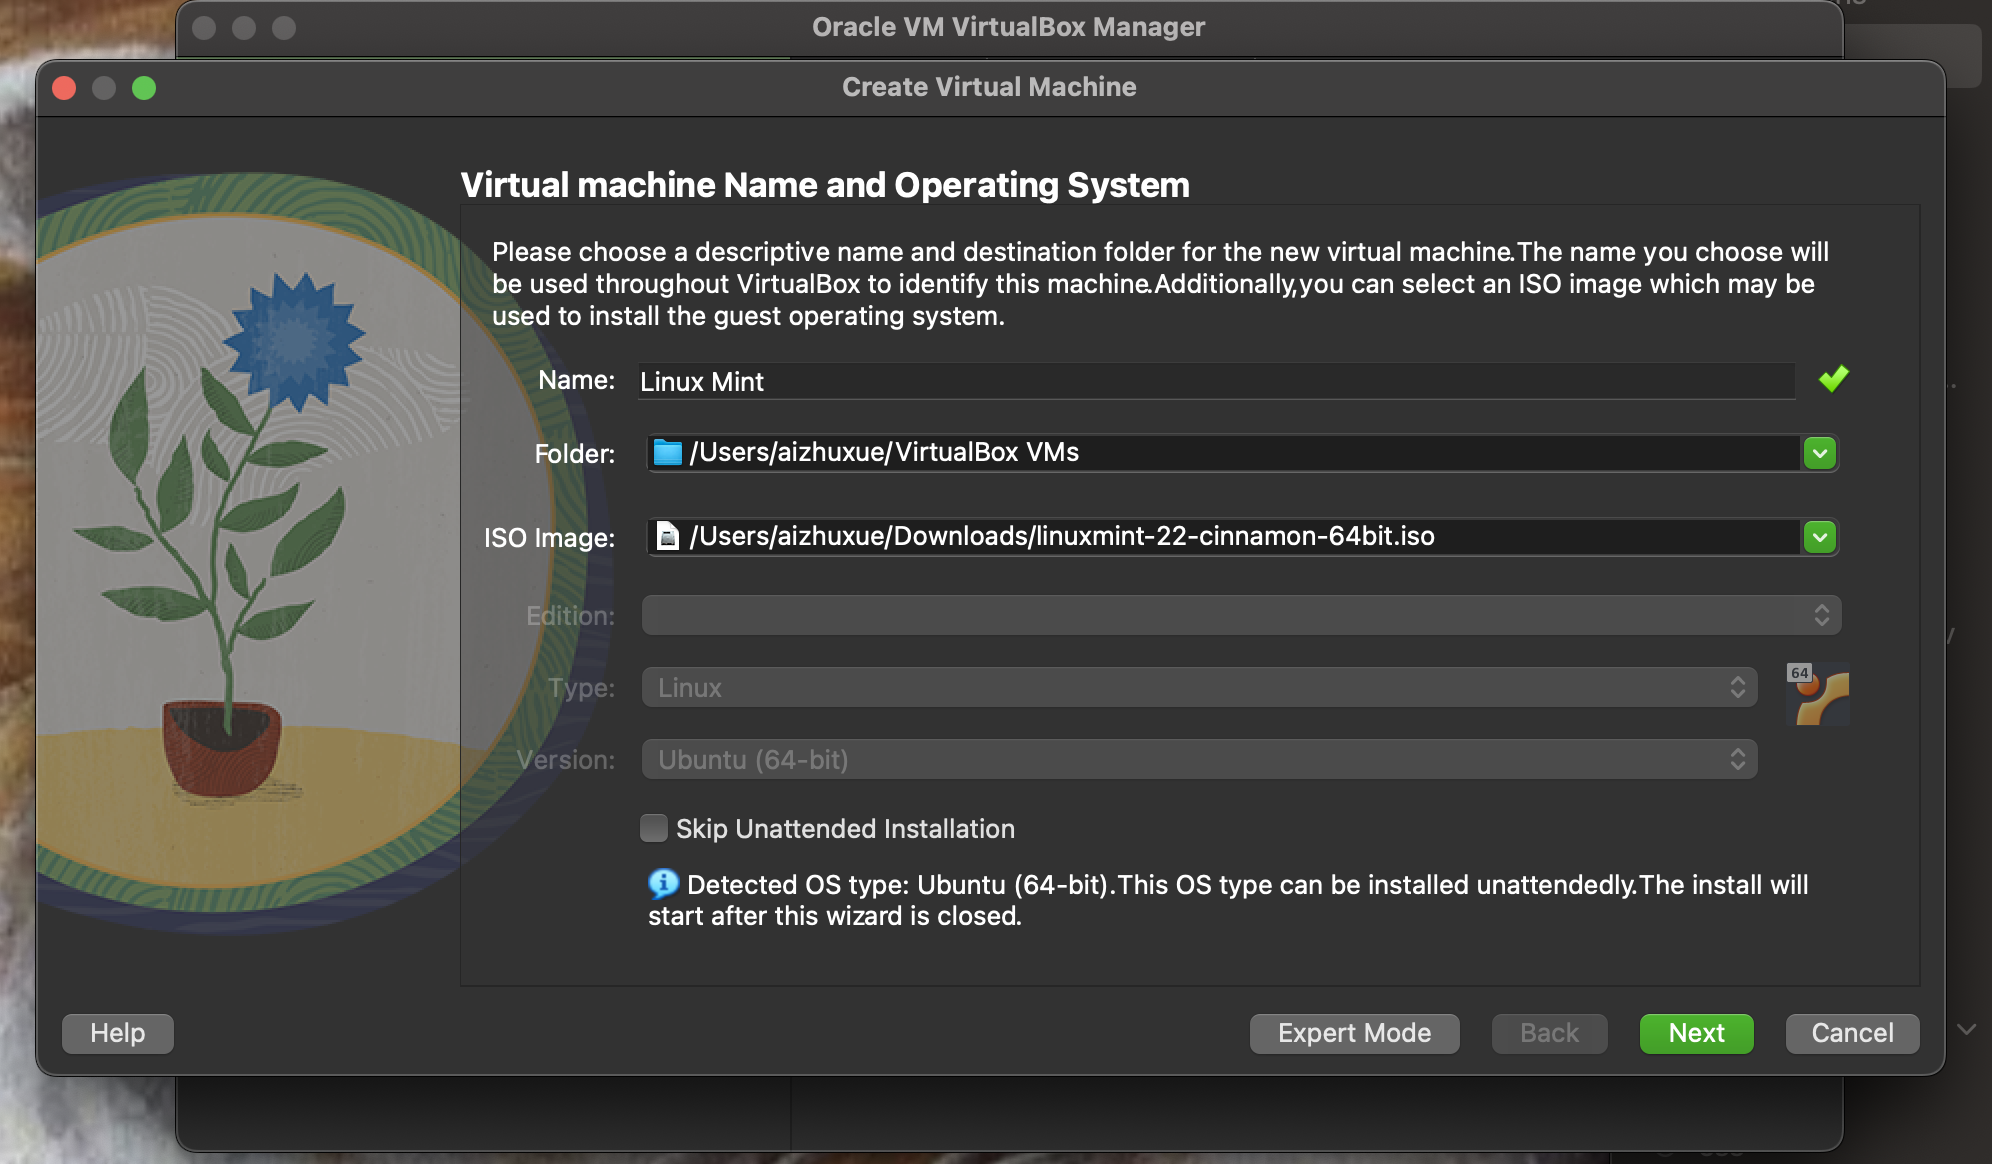 Oracle VM VirtualBox Manager
Create Virtual Machine
Virtual machine Name and Operating System
Please choose a descriptive name and destination folder for the new virtual machine.The name you choose will
be used throughout VirtualBox to identify this machine.Additionally,you can select an ISO image which may be
used to install the guest operating system.
Name: Linux Mint
Folder: /Users/aizhuxue/VirtualBox VMs
ISO Image: /Users/aizhuxue/Downloads/linuxmint-22-cinnamon-64bit.iso
Edition:
Type: Linux
64
Version: Ubuntu (64-bit)
Skip Unattended Installation
Detected OS type: Ubuntu (64-bit).This OS type can be installed unattendedly.The install will
start after this wizard is closed.
Help Expert Mode Back Next Cancel